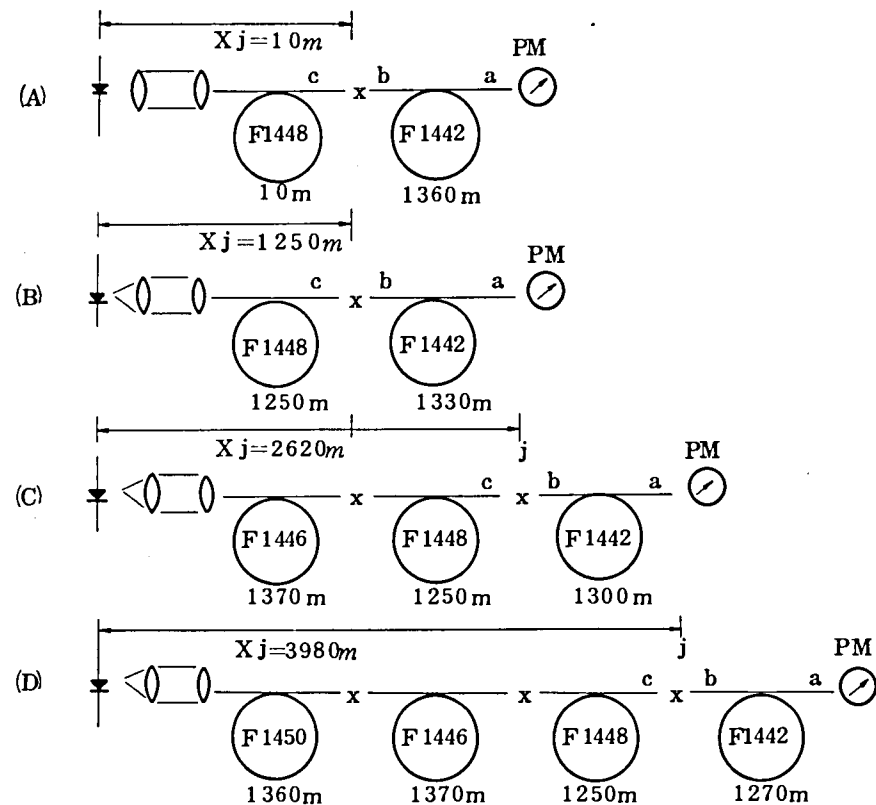 Xj=10m
PM
(A)
c x b a
F1448 F1442
10m 1360m
Xj=1250m
PM
(B)
c x b a
F1448 F1442
1250m 1330m
Xj=2620m j
PM
(C)
x c x b a
F1446 F1448 F1442
1370m 1250m 1300m
Xj=3980m j
PM
(D)
x x c x b a
F1450 F1446 F1448 F1442
1360m 1370m 1250m 1270m